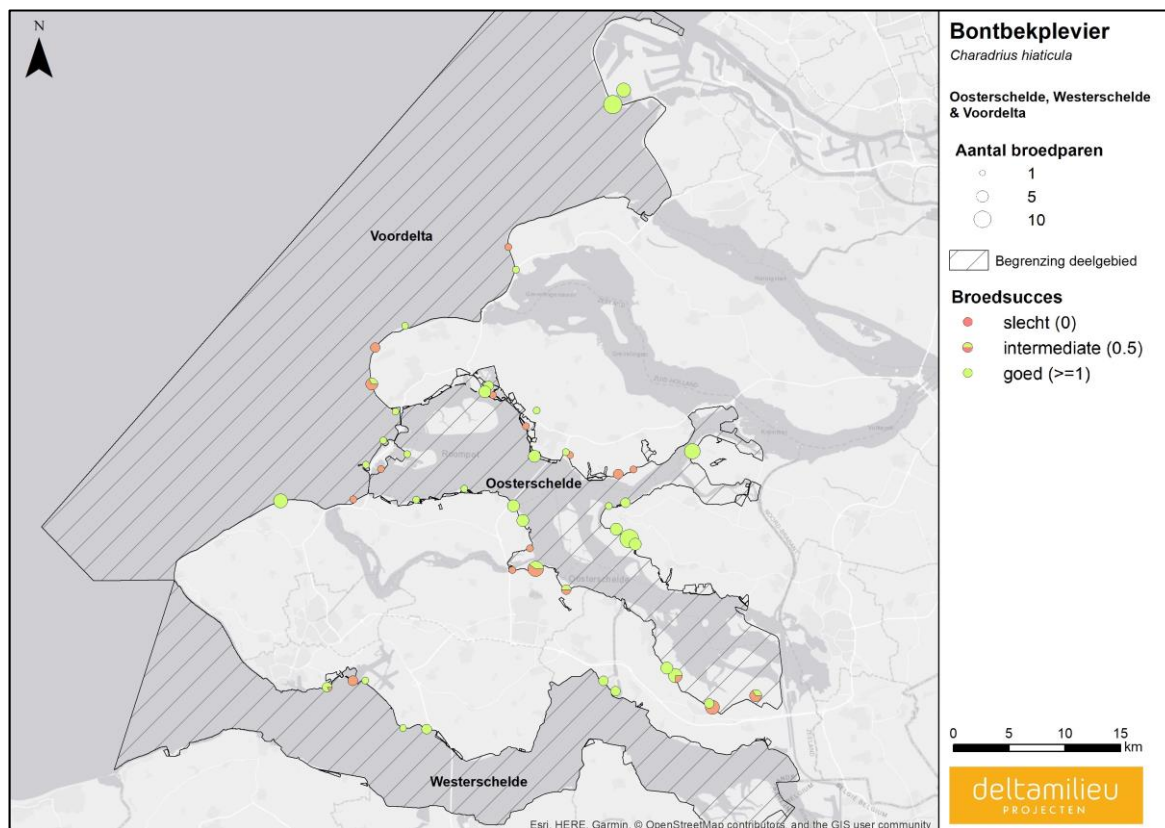 N
Voordelta
Roompot
Oosterschelde
Oosterschelde
Westerschelde
Esri, HERE, Garmin, © OpenStreetMap contributors, and the GIS user community
Bontbekplevier
Charadrius hiaticula
Oosterschelde, Westerschelde
& Voordelta
Aantal broedparen
1
5
10
Begrenzing deelgebied
Broedsucces
slecht (0)
intermediate (0.5)
goed (>=1)
0 5 10 15
km
deltamilieu
PROJECTEN